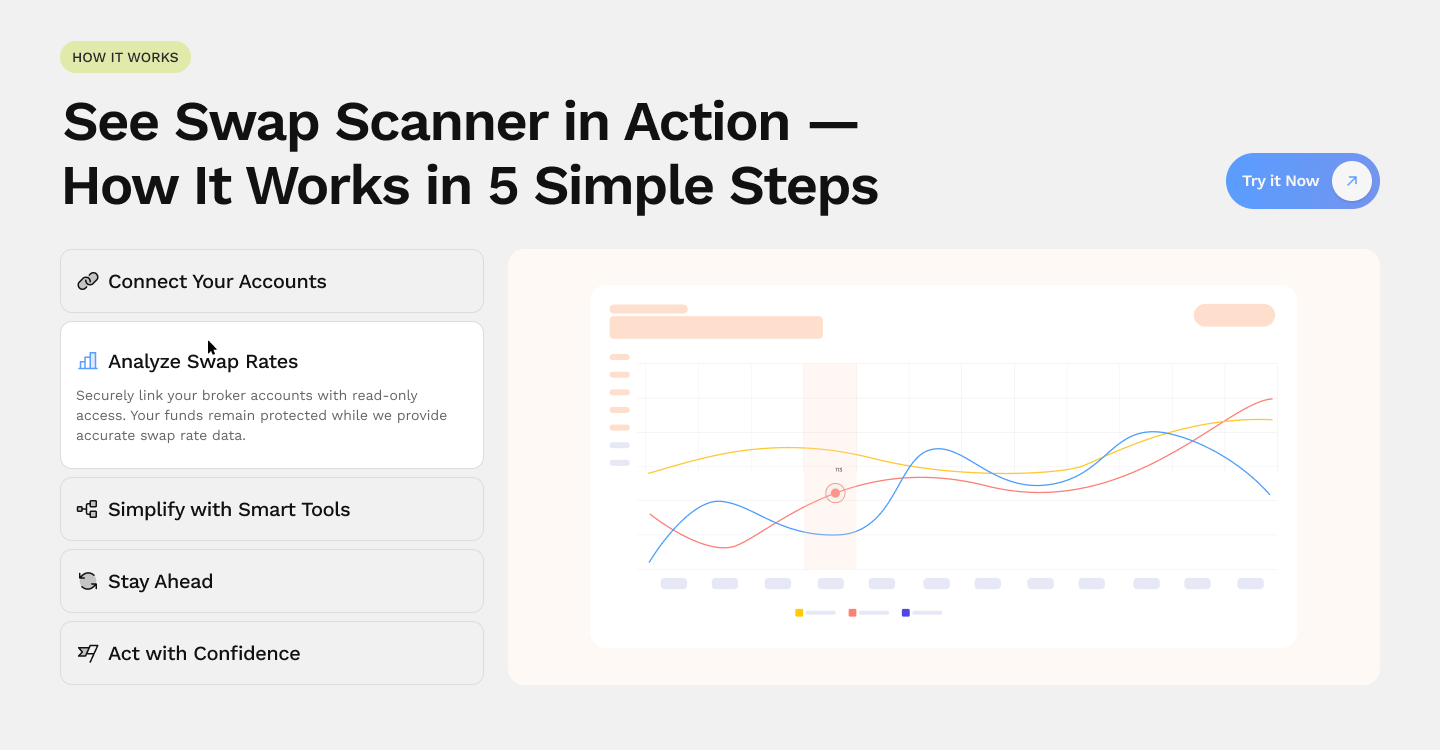 HOW IT WORKS
See Swap Scanner in Action —
How It Works in 5 Simple Steps
Try it Now
Connect Your Accounts
Analyze Swap Rates
Securely link your broker accounts with read-only
access. Your funds remain protected while we provide
accurate swap rate data.
Simplify with Smart Tools
Stay Ahead
Act with Confidence